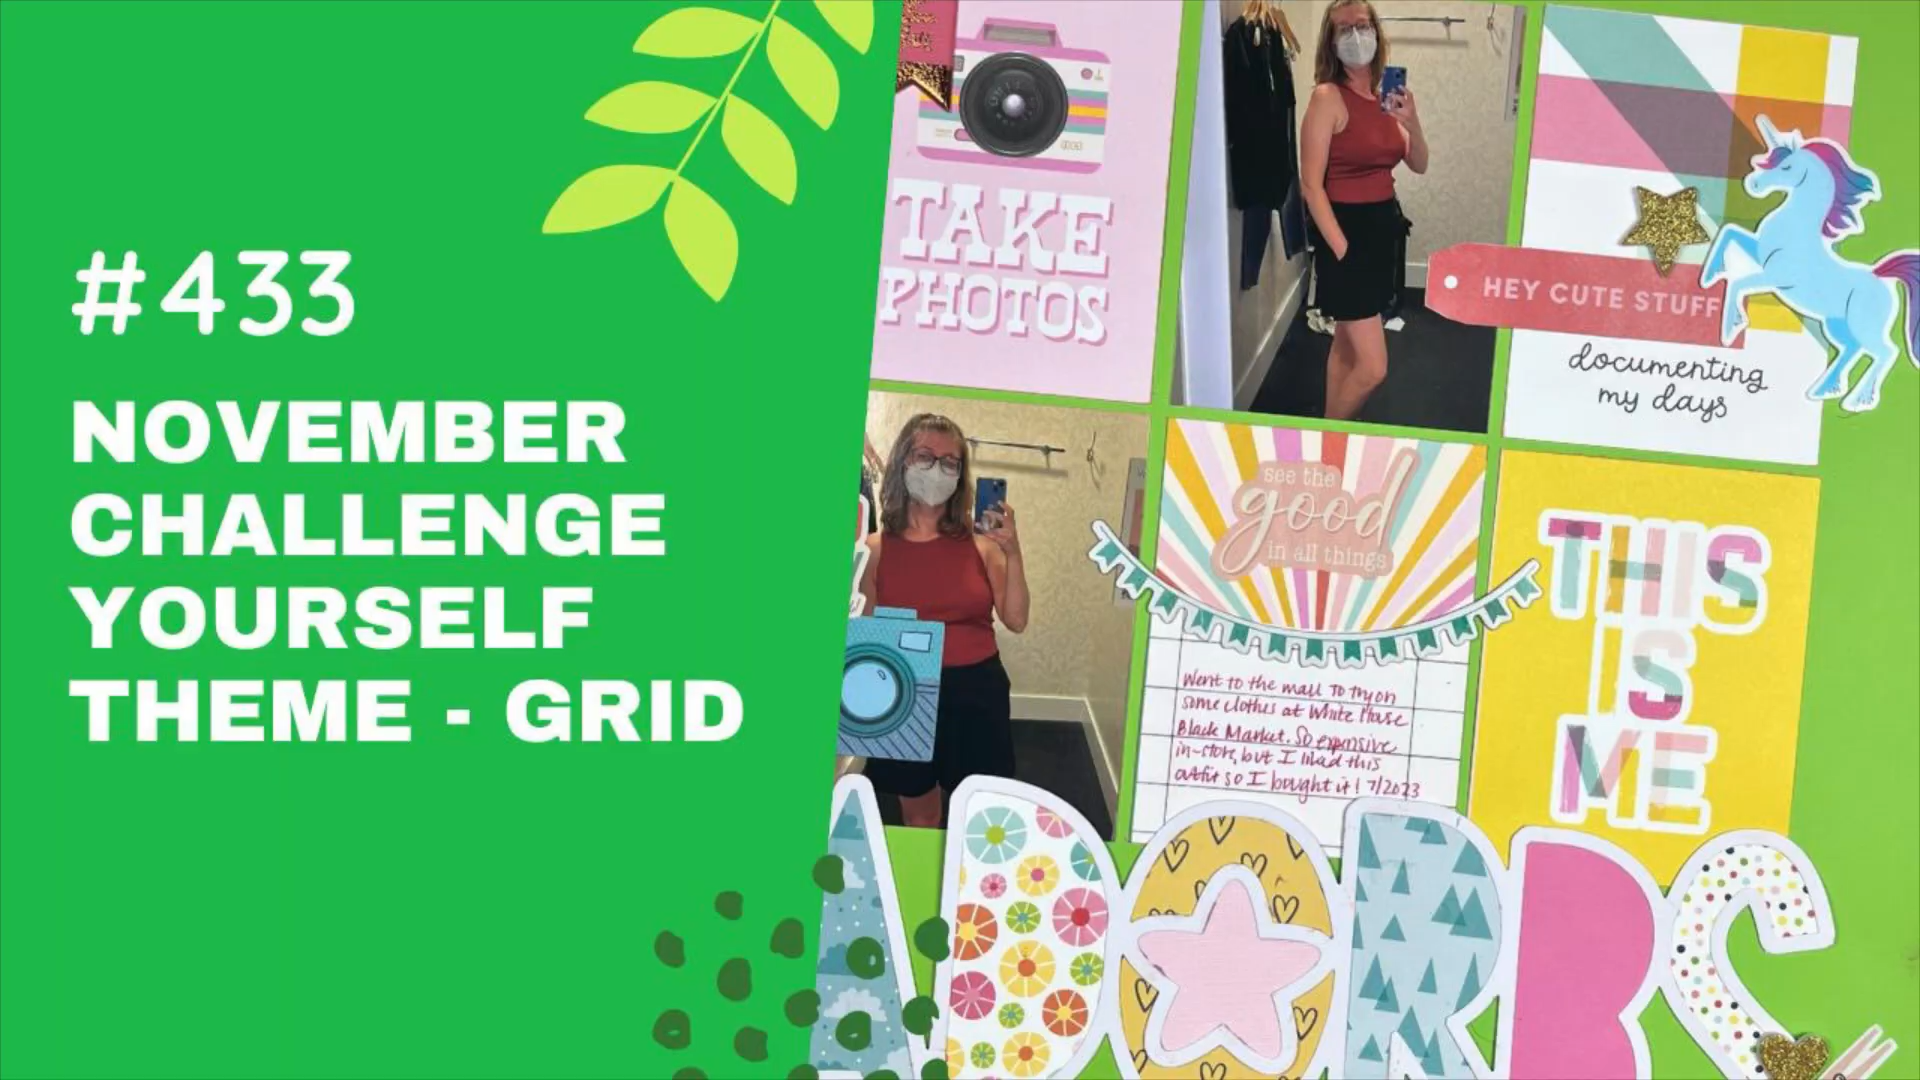 #433
NOVEMBER
CHALLENGE
YOURSELF
THEME - GRID
TAKE
PHOTOS
HEY CUTE STUFF
documenting
my days
see the
good
in all things
Went to the mall to try on
some clothes at White House
Black Market. So expensive
in-store, but I liked this
outfit so I bought it! 7/2023
THIS
IS
ME
ADORBS